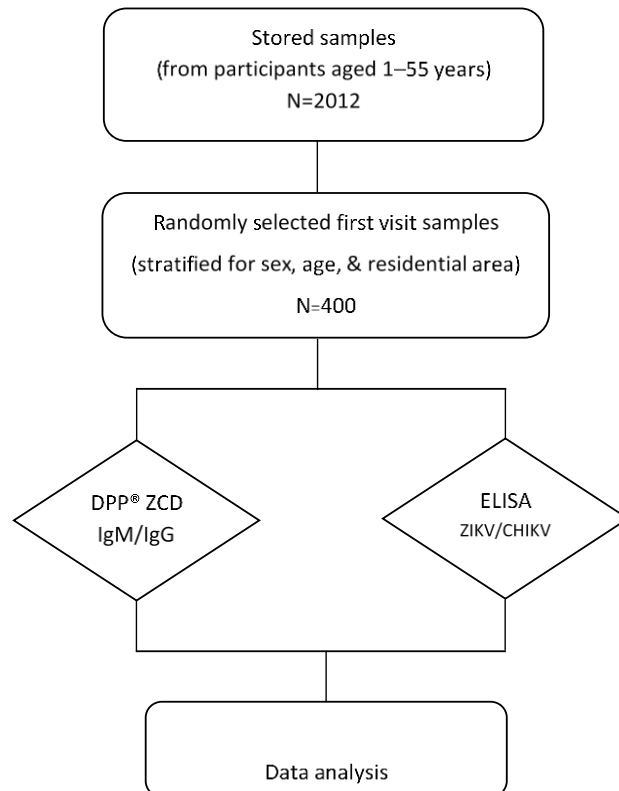 Stored samples
(from participants aged 1–55 years)
N=2012
Randomly selected first visit samples
(stratified for sex, age, & residential area)
N=400
DPP® ZCD
IgM/IgG
ELISA
ZIKV/CHIKV
Data analysis